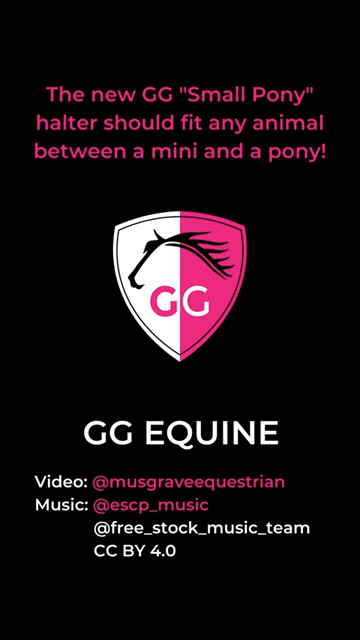 The new GG "Small Pony"
halter should fit any animal
between a mini and a pony!
GG
GG EQUINE
Video: @musgraveequestrian
Music: @escp_music
@free_stock_music_team
CC BY 4.0